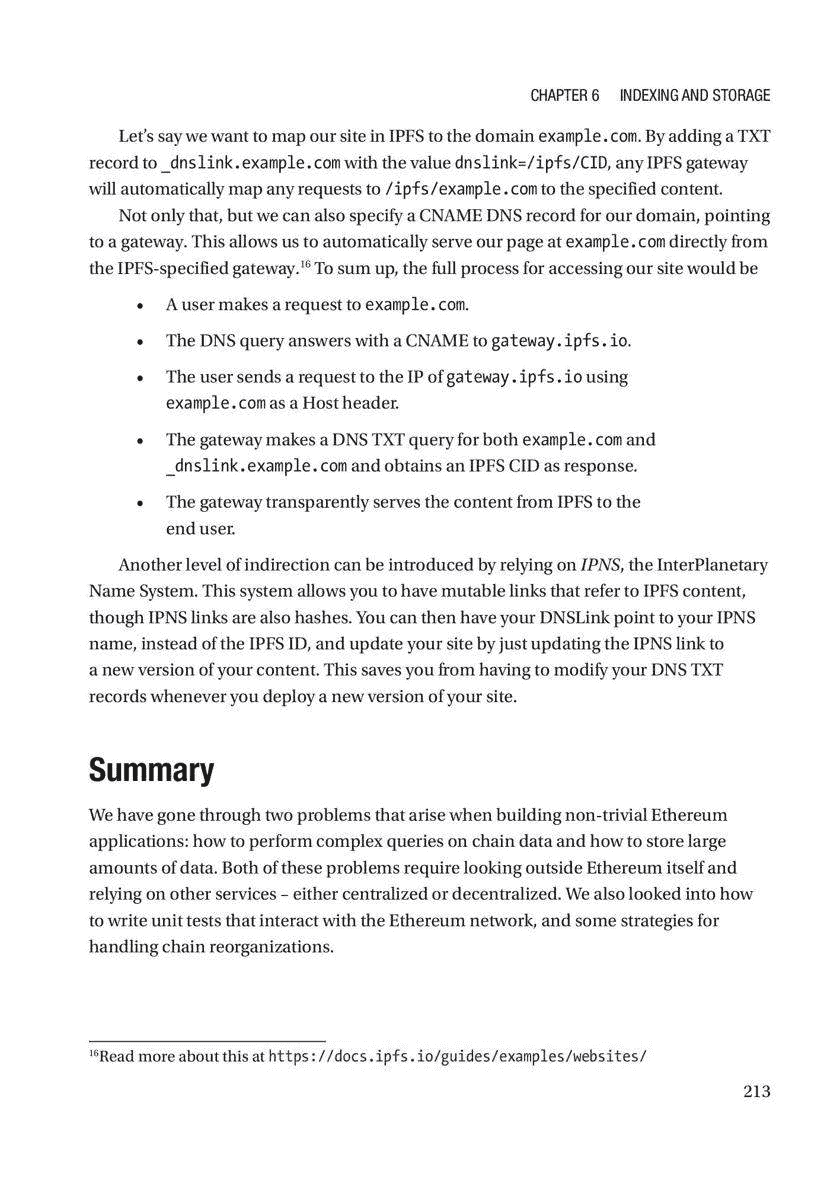 CHAPTER 6 INDEXING AND STORAGE
Let’s say we want to map our site in IPFS to the domain example.com. By adding a TXT
record to _dnslink.example.com with the value dnslink=/ipfs/CID, any IPFS gateway
will automatically map any requests to /ipfs/example.com to the specified content.
Not only that, but we can also specify a CNAME DNS record for our domain, pointing
to a gateway. This allows us to automatically serve our page at example.com directly from
the IPFS-specified gateway.16 To sum up, the full process for accessing our site would be
• A user makes a request to example.com.
• The DNS query answers with a CNAME to gateway.ipfs.io.
• The user sends a request to the IP of gateway.ipfs.io using
example.com as a Host header.
• The gateway makes a DNS TXT query for both example.com and
_dnslink.example.com and obtains an IPFS CID as response.
• The gateway transparently serves the content from IPFS to the
end user.
Another level of indirection can be introduced by relying on IPNS, the InterPlanetary
Name System. This system allows you to have mutable links that refer to IPFS content,
though IPNS links are also hashes. You can then have your DNSLink point to your IPNS
name, instead of the IPFS ID, and update your site by just updating the IPNS link to
a new version of your content. This saves you from having to modify your DNS TXT
records whenever you deploy a new version of your site.
Summary
We have gone through two problems that arise when building non-trivial Ethereum
applications: how to perform complex queries on chain data and how to store large
amounts of data. Both of these problems require looking outside Ethereum itself and
relying on other services – either centralized or decentralized. We also looked into how
to write unit tests that interact with the Ethereum network, and some strategies for
handling chain reorganizations.
16Read more about this at https://docs.ipfs.io/guides/examples/websites/
213